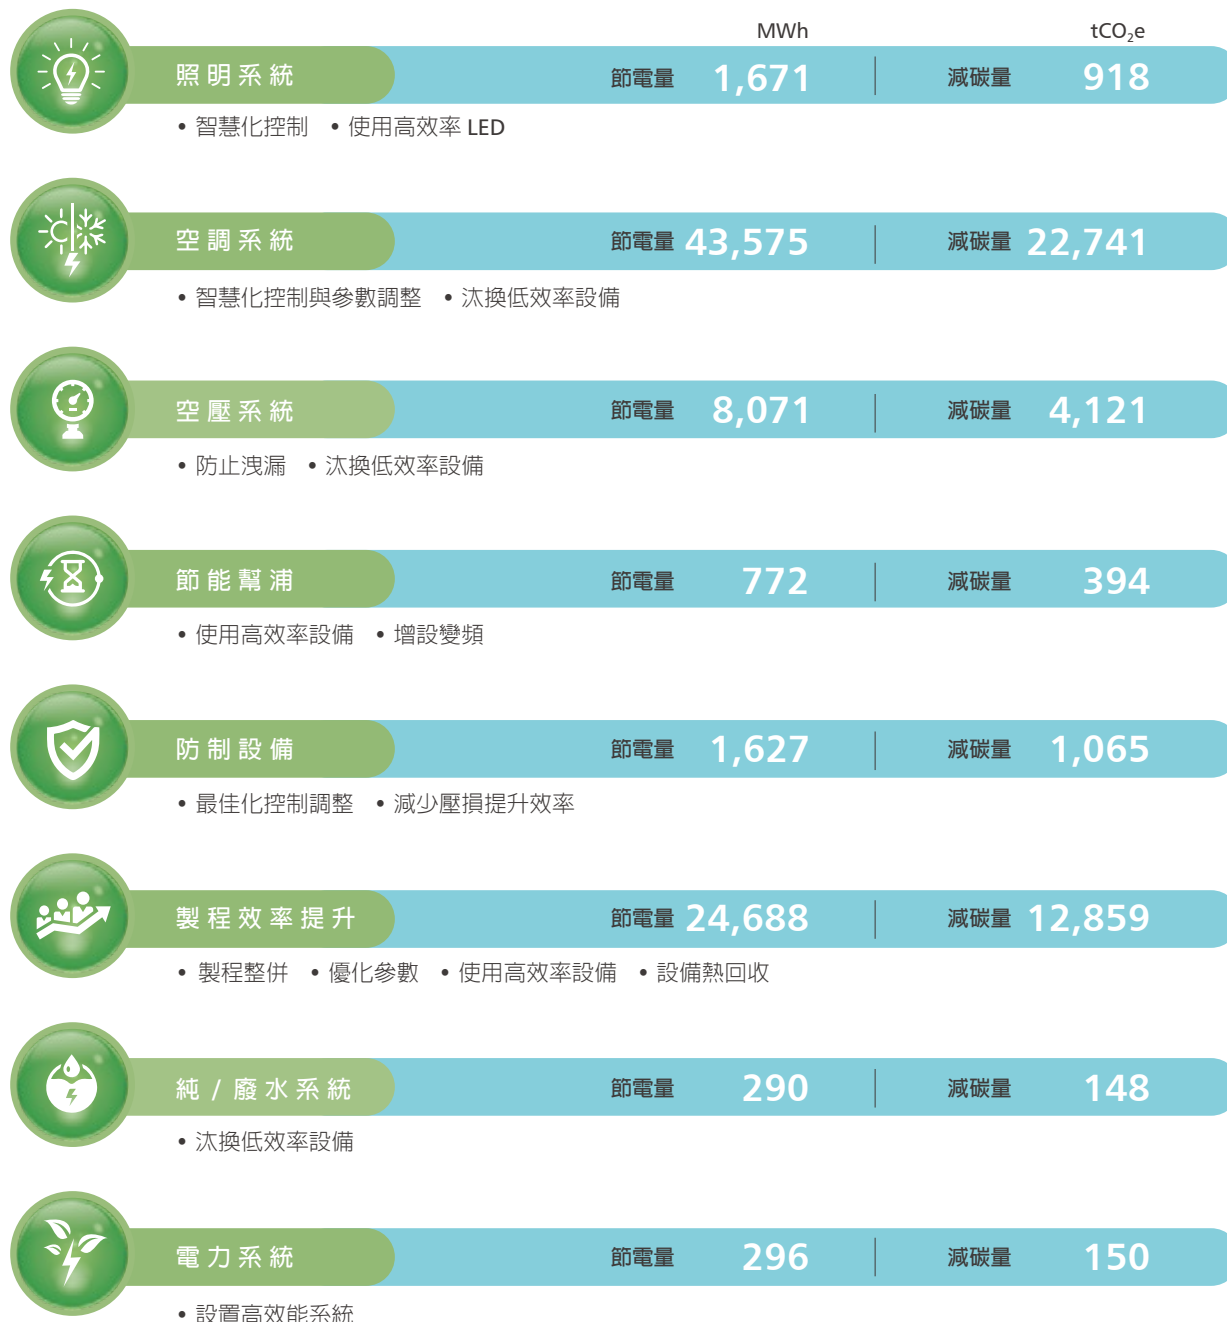 MWh tCO₂e
照明系統 節電量 1,671 減碳量 918
• 智慧化控制 • 使用高效率 LED
空調系統 節電量 43,575 減碳量 22,741
• 智慧化控制與參數調整 • 汰換低效率設備
空壓系統 節電量 8,071 減碳量 4,121
• 防止洩漏 • 汰換低效率設備
節能幫浦 節電量 772 減碳量 394
• 使用高效率設備 • 增設變頻
防制設備 節電量 1,627 減碳量 1,065
• 最佳化控制調整 • 減少壓損提升效率
製程效率提升 節電量 24,688 減碳量 12,859
• 製程整併 • 優化參數 • 使用高效率設備 • 設備熱回收
純 / 廢水系統 節電量 290 減碳量 148
• 汰換低效率設備
電力系統 節電量 296 減碳量 150
• 設置高效能系統